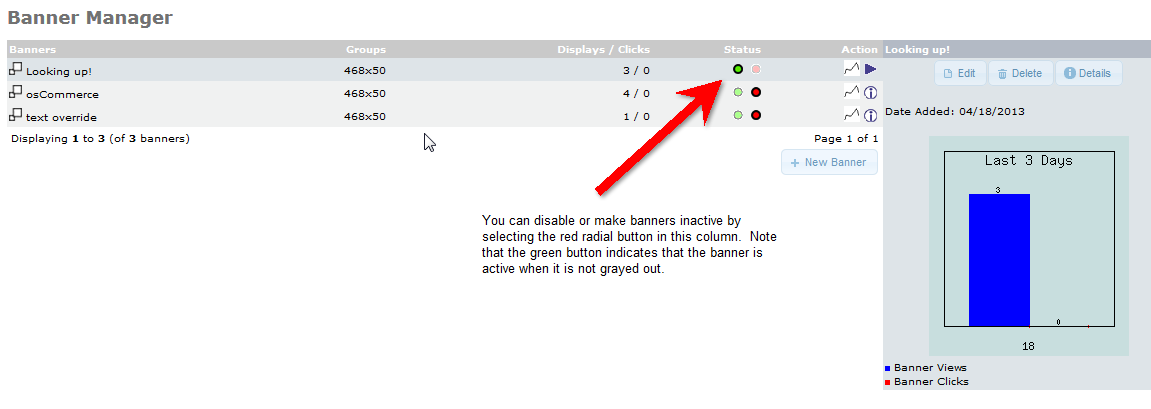 Banner Manager
Banners Groups Displays / Clicks Status Action Looking up!
Looking up! 468x50 3 / 0 Edit Delete Details
osCommerce 468x50 4 / 0
text override 468x50 1 / 0 Date Added: 04/18/2013
Displaying 1 to 3 (of 3 banners) Page 1 of 1
+ New Banner
Last 3 Days
3
You can disable or make banners inactive by
selecting the red radial button in this column. Note
that the green button indicates that the banner is
active when it is not grayed out.
0
18
Banner Views
Banner Clicks